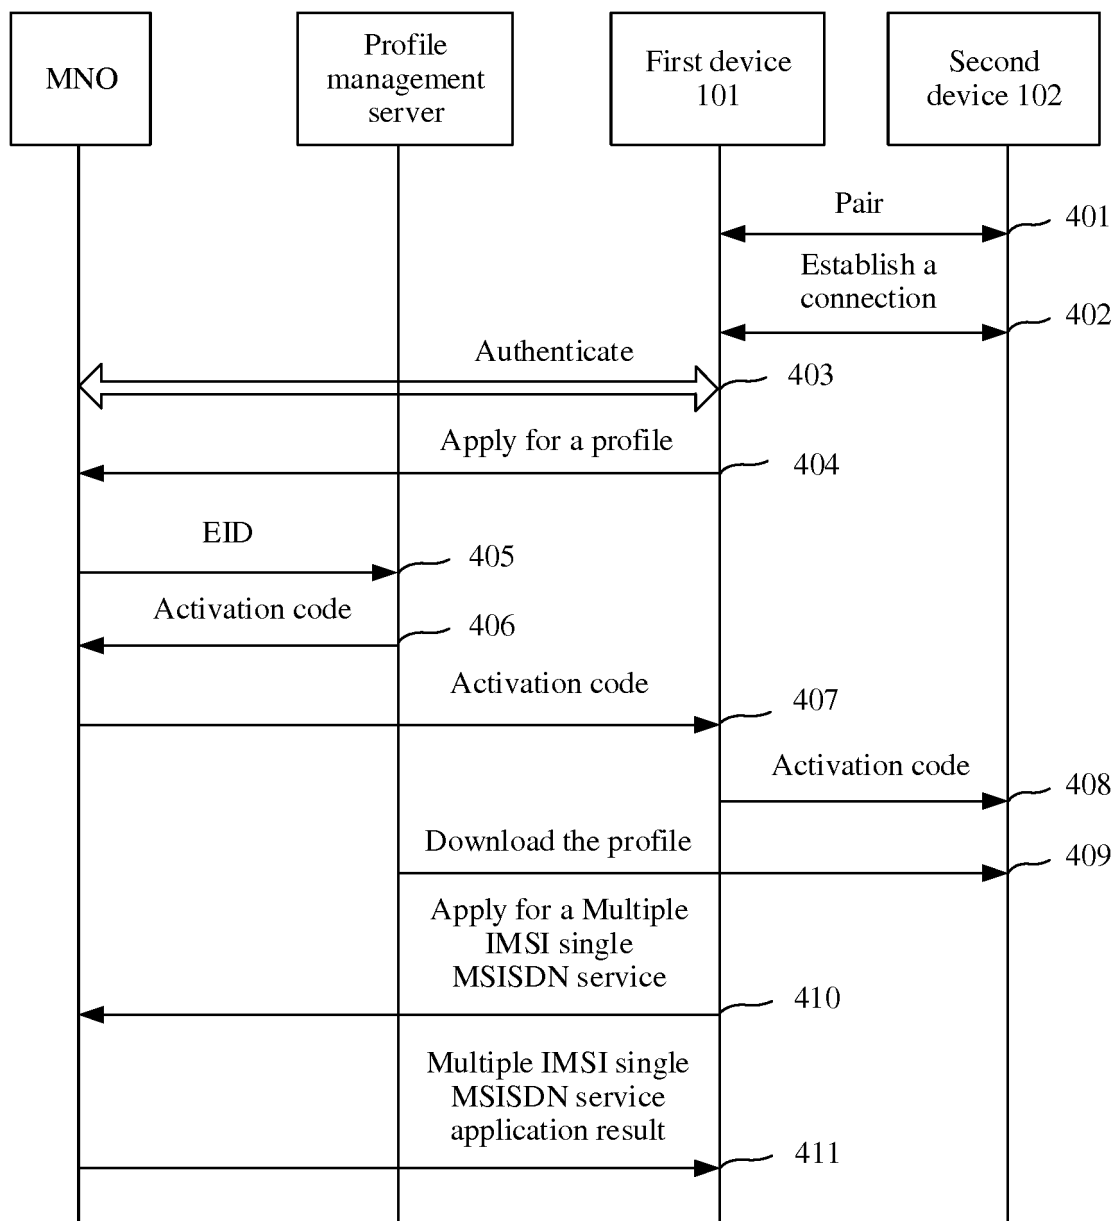 MNO
Profile
management
server
First device
101
Second
device 102
Pair
401
Establish a
connection
402
Authenticate
403
Apply for a profile
404
EID
405
Activation code
406
Activation code
407
Activation code
408
Download the profile
409
Apply for a Multiple
IMSI single
MSISDN service
410
Multiple IMSI single
MSISDN service
application result
411